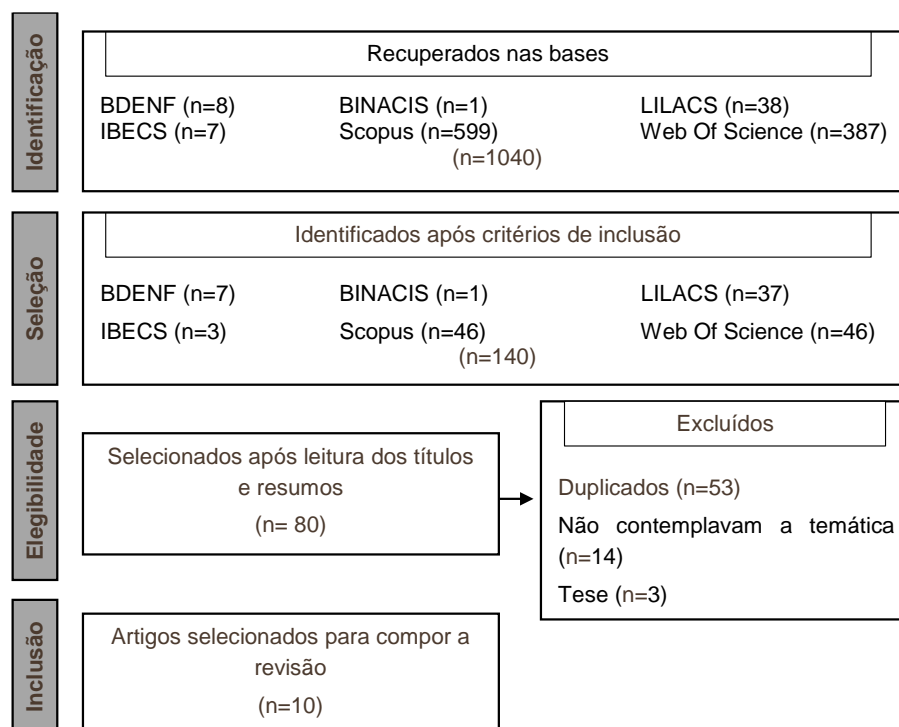 Identificação
Recuperados nas bases
BDENF (n=8) BINACIS (n=1) LILACS (n=38)
IBECS (n=7) Scopus (n=599) Web Of Science (n=387)
(n=1040)
Seleção
Identificados após critérios de inclusão
BDENF (n=7) BINACIS (n=1) LILACS (n=37)
IBECS (n=3) Scopus (n=46) Web Of Science (n=46)
(n=140)
Elegibilidade
Selecionados após leitura dos títulos
e resumos
(n= 80)
Excluídos
Duplicados (n=53)
Não contemplavam a temática
(n=14)
Tese (n=3)
Inclusão
Artigos selecionados para compor a
revisão
(n=10)